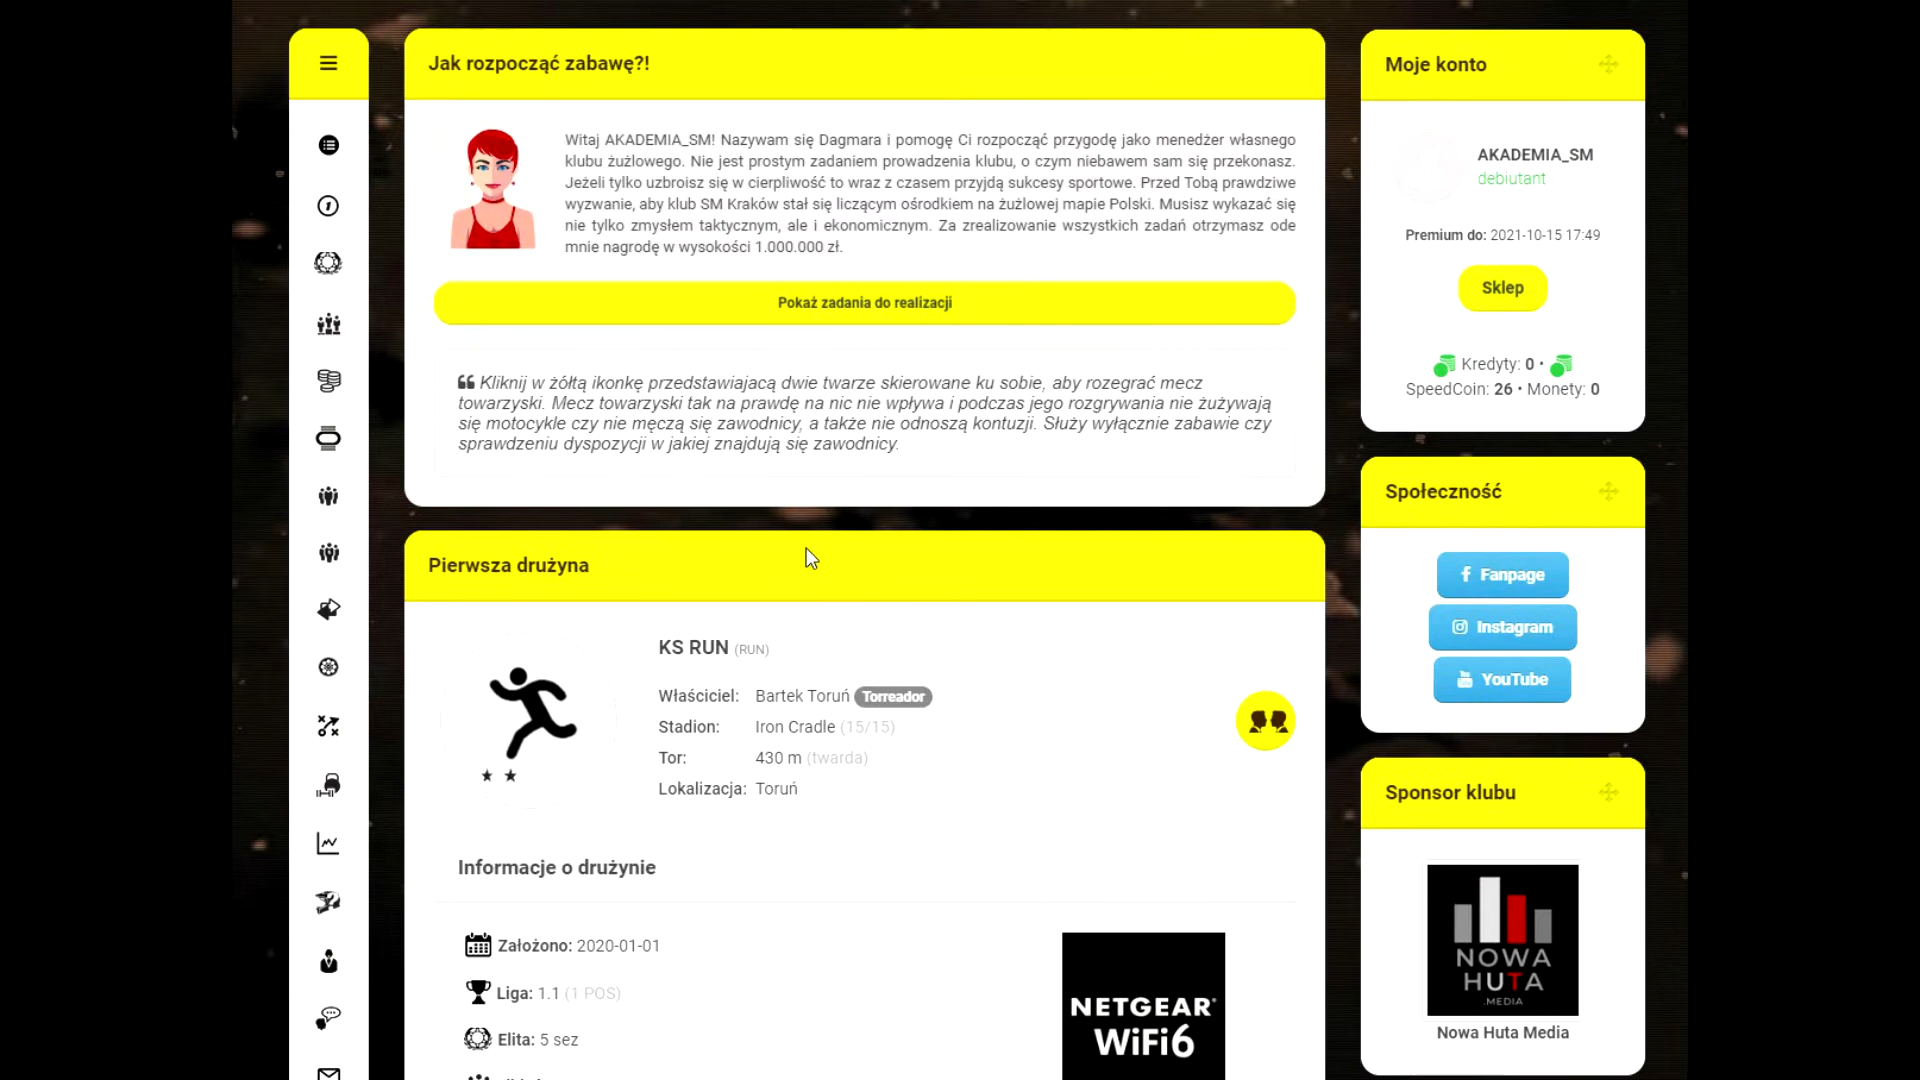 Jak rozpocząć zabawę?!
Witaj AKADEMIA_SM! Nazywam się Dagmara i pomogę Ci rozpocząć przygodę jako menedżer własnego
klubu żużlowego. Nie jest prostym zadaniem prowadzenia klubu, o czym niebawem sam się przekonasz.
Jeżeli tylko uzbroisz się w cierpliwość to wraz z czasem przyjdą sukcesy sportowe. Przed Tobą prawdziwe
wyzwanie, aby klub SM Kraków stał się liczącym ośrodkiem na żużlowej mapie Polski. Musisz wykazać się
nie tylko zmysłem taktycznym, ale i ekonomicznym. Za zrealizowanie wszystkich zadań otrzymasz ode
mnie nagrodę w wysokości 1.000.000 zł.
Pokaż zadania do realizacji
Kliknij w żółtą ikonkę przedstawiajacą dwie twarze skierowane ku sobie, aby rozegrać mecz
towarzyski. Mecz towarzyski tak na prawdę na nic nie wpływa i podczas jego rozgrywania nie żużywają
się motocykle czy nie męczą się zawodnicy, a także nie odnoszą kontuzji. Służy wyłącznie zabawie czy
sprawdzeniu dyspozycji w jakiej znajdują się zawodnicy.
Pierwsza drużyna
KS RUN (RUN)
Właściciel: Bartek Toruń Torreador
Stadion: Iron Cradle (15/15)
Tor: 430 m (twarda)
Lokalizacja: Toruń
Informacje o drużynie
Założono: 2020-01-01
Liga: 1.1 (1 POS)
Elita: 5 sez
NETGEAR
WiFi6
Moje konto
AKADEMIA_SM
debiutant
Premium do: 2021-10-15 17:49
Sklep
Kredyty: 0 •
SpeedCoin: 26 • Monety: 0
Społeczność
Fanpage
Instagram
YouTube
Sponsor klubu
NOWA
HUTA
.MEDIA
Nowa Huta Media